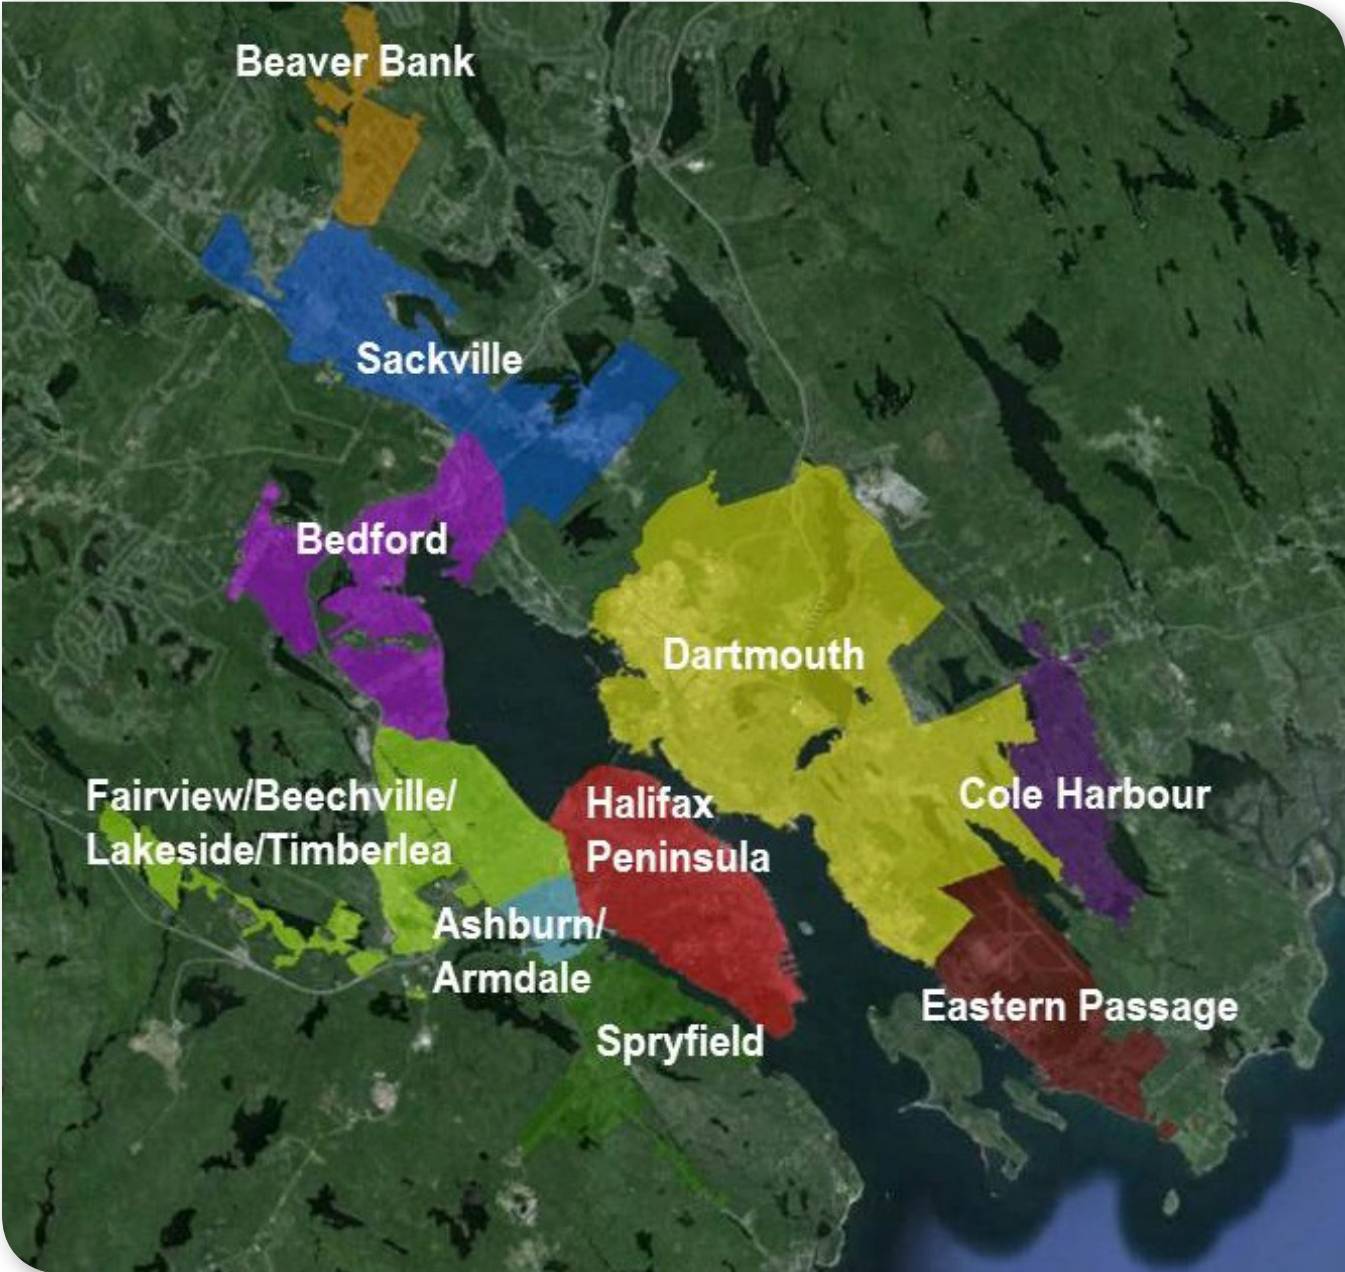 Beaver Bank
Sackville
Bedford
Dartmouth
Fairview/Beechville/
Lakeside/Timberlea
Halifax
Peninsula
Cole Harbour
Ashburn/
Armdale
Eastern Passage
Spryfield